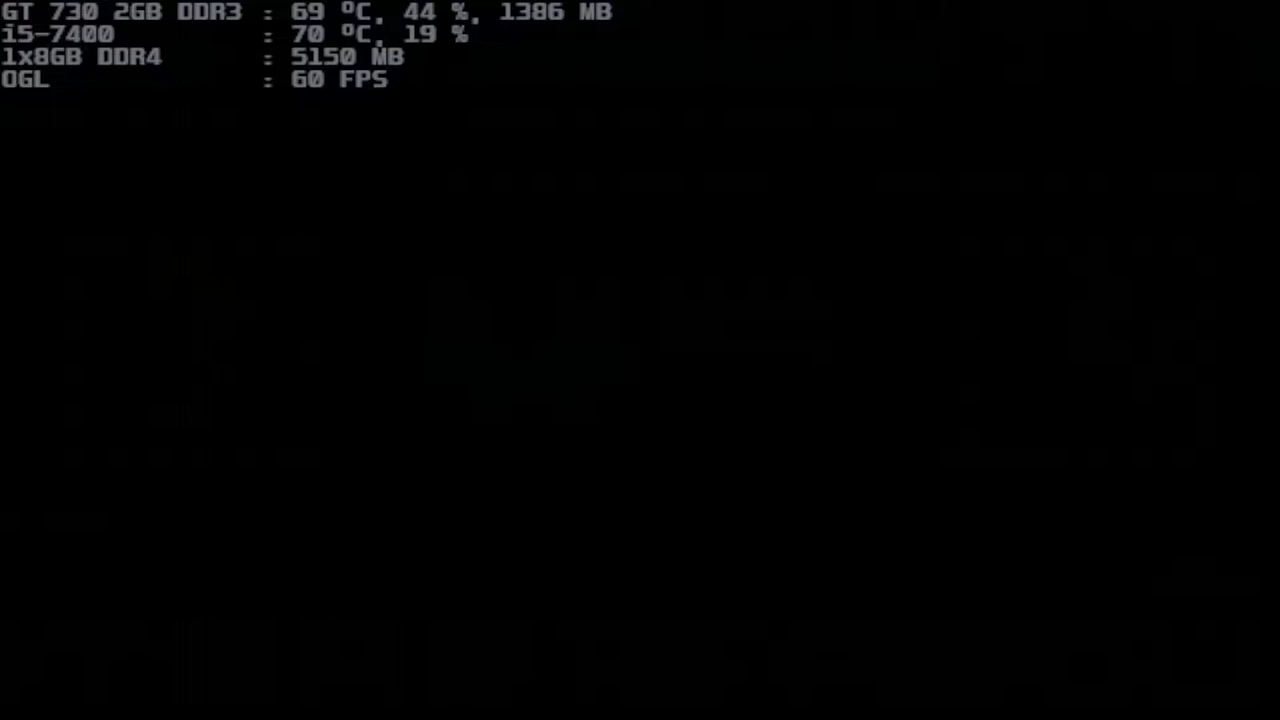 GT 730 2GB DDR3 : 69 ºC, 44 %, 1386 MB
i5-7400 : 70 ºC, 19 %
1x8GB DDR4 : 5150 MB
OGL : 60 FPS